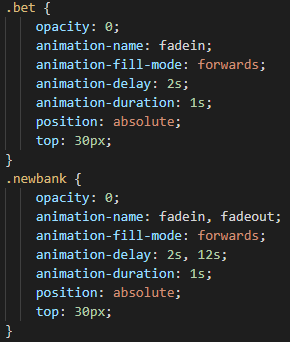 .bet {
opacity: 0;
animation-name: fadein;
animation-fill-mode: forwards;
animation-delay: 2s;
animation-duration: 1s;
position: absolute;
top: 30px;
}
.newbank {
opacity: 0;
animation-name: fadein, fadeout;
animation-fill-mode: forwards;
animation-delay: 2s, 12s;
animation-duration: 1s;
position: absolute;
top: 30px;
}